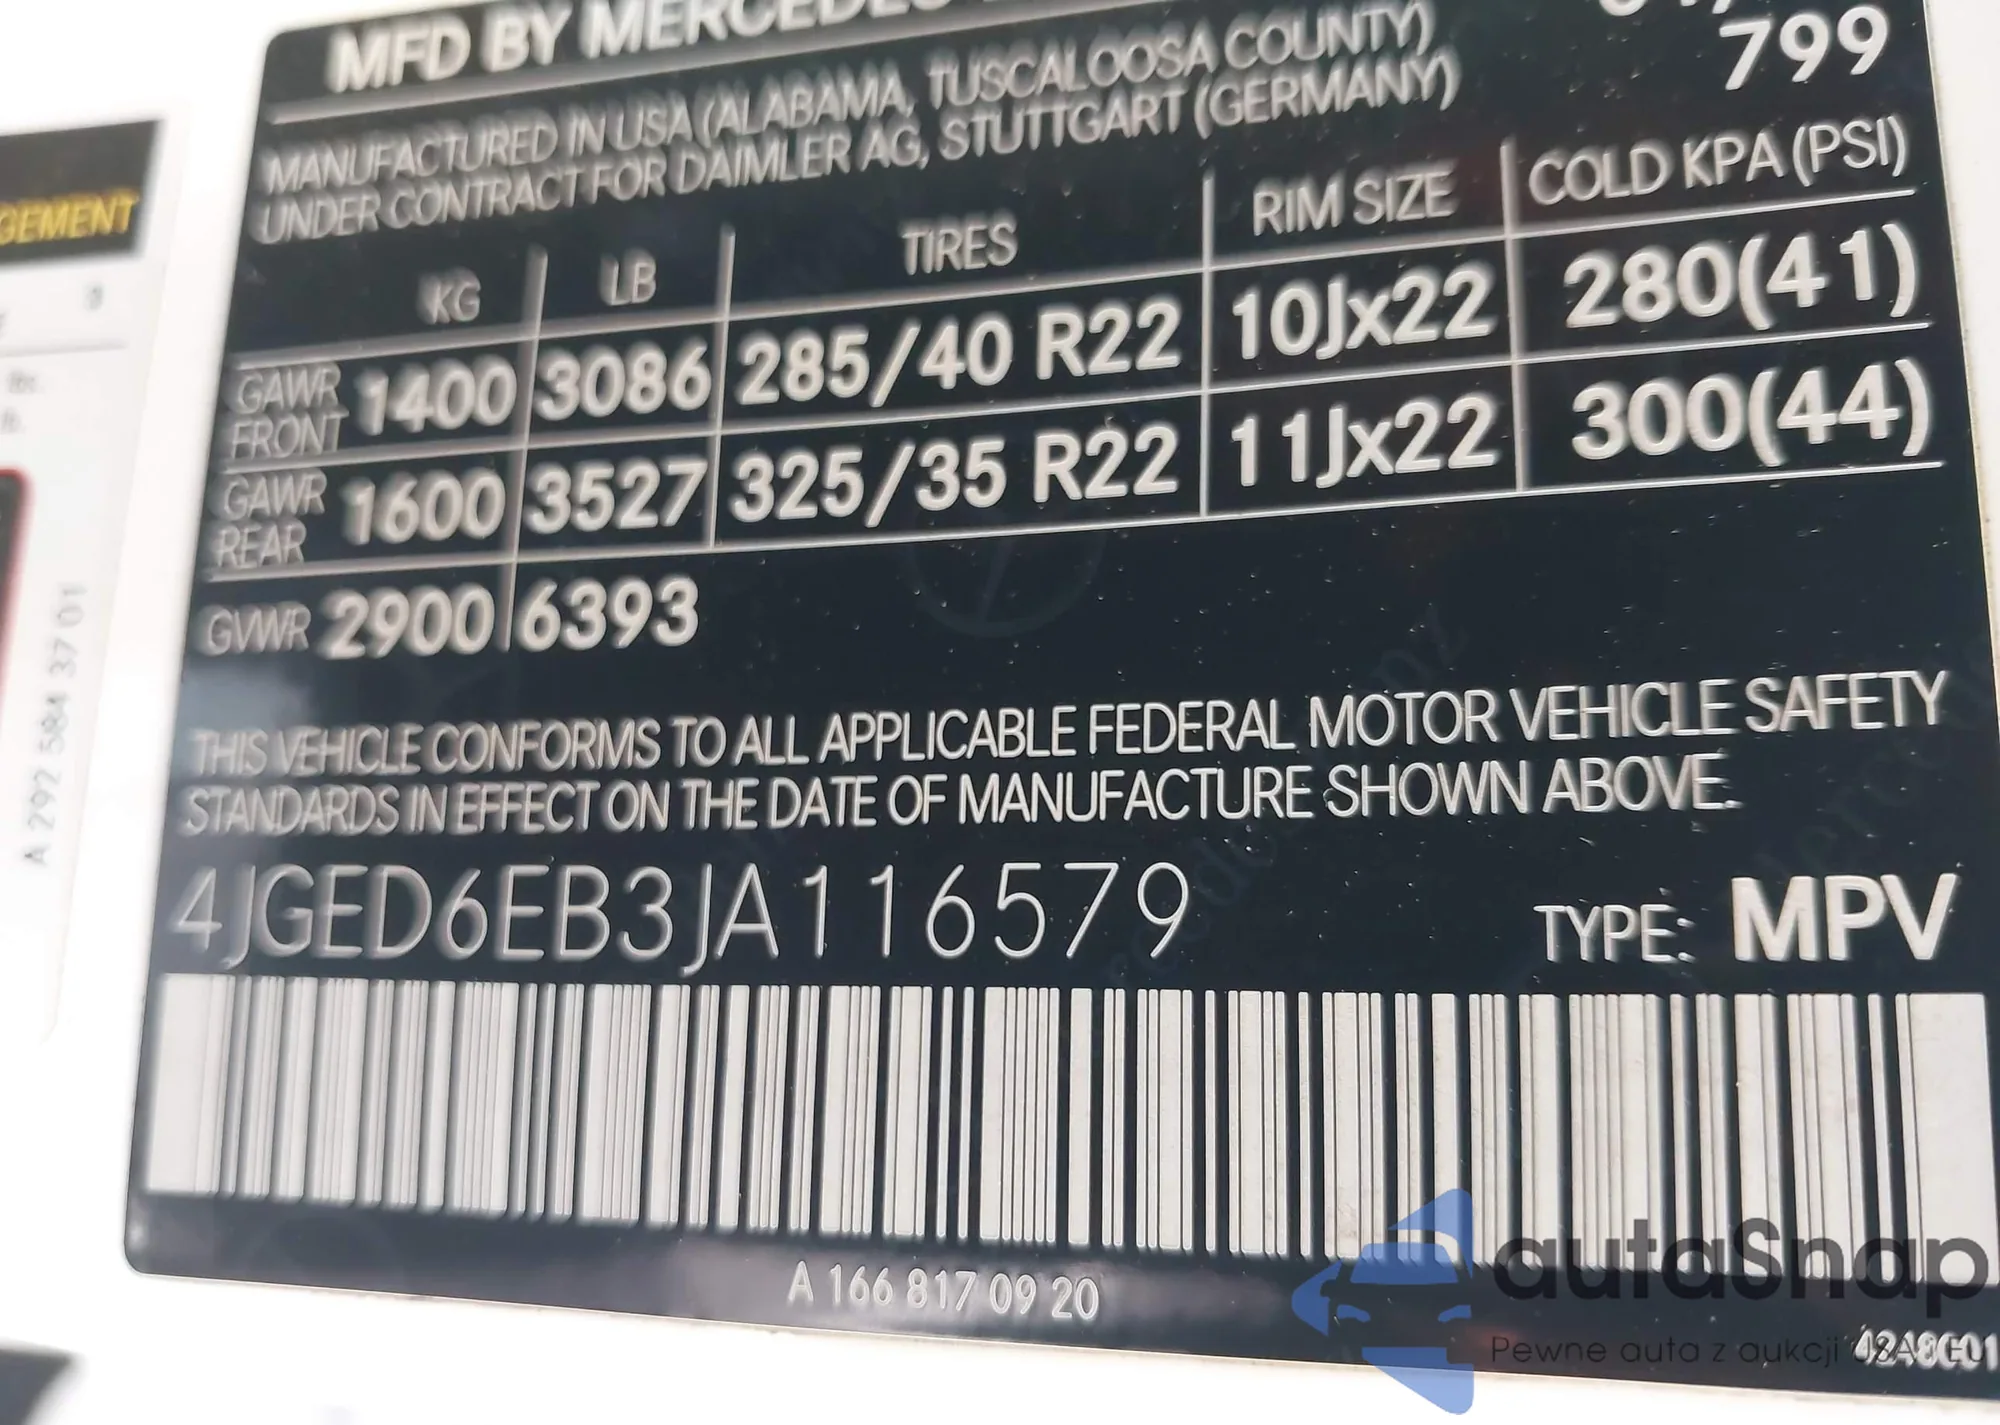 MFD BY MERCEDES
799
MANUFACTURED IN USA (ALABAMA, TUSCALOOSA COUNTY)
UNDER CONTRACT FOR DAIMLER AG, STUTTGART (GERMANY)
KG LB TIRES RIM SIZE COLD KPA (PSI)
GAWR FRONT 1400 3086 285/40 R22 10Jx22 280(41)
GAWR REAR 1600 3527 325/35 R22 11Jx22 300(44)
GVWR 2900 6393
THIS VEHICLE CONFORMS TO ALL APPLICABLE FEDERAL MOTOR VEHICLE SAFETY
STANDARDS IN EFFECT ON THE DATE OF MANUFACTURE SHOWN ABOVE.
4JGED6EB3JA116579 TYPE: MPV
A 166 817 09 20
GEMENT
A 292 584 37 01
autaSnap
Pewne auta z aukcji USA i EU